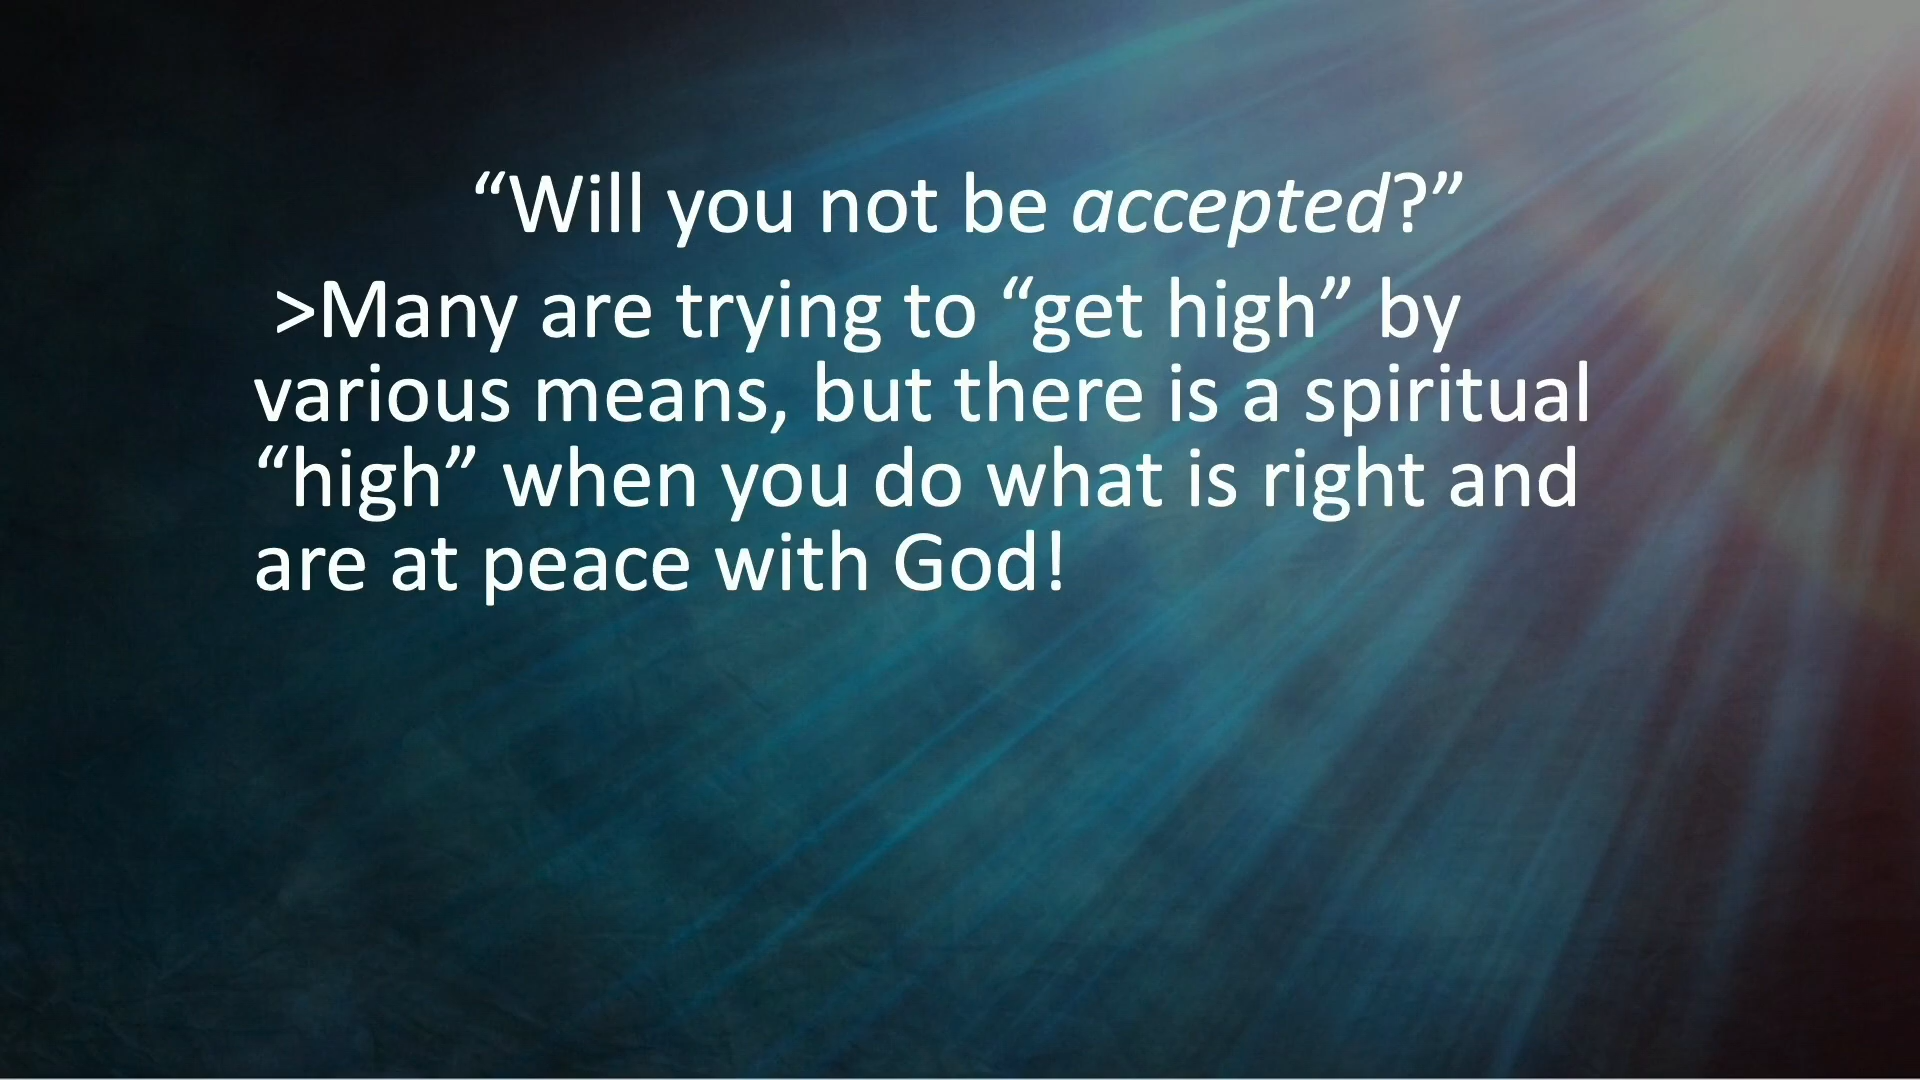 “Will you not be accepted?”
>Many are trying to “get high” by
various means, but there is a spiritual
“high” when you do what is right and
are at peace with God!